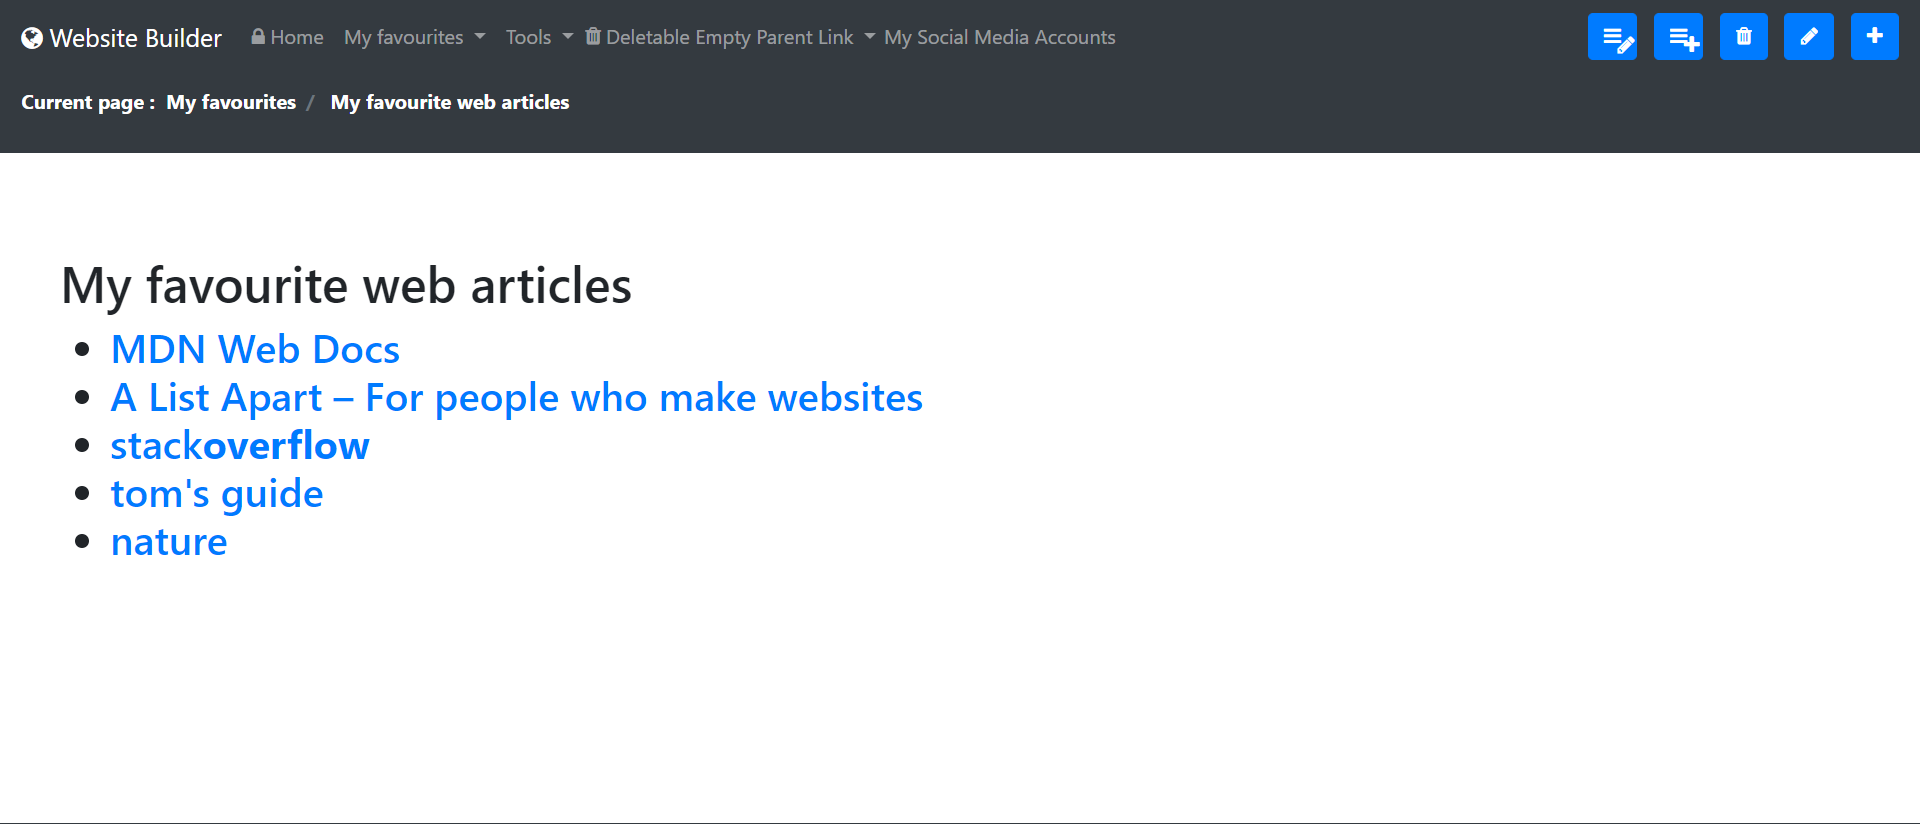 Website Builder Home My favourites Tools Deletable Empty Parent Link My Social Media Accounts
Current page : My favourites / My favourite web articles
My favourite web articles
• MDN Web Docs
• A List Apart – For people who make websites
• stackoverflow
• tom's guide
• nature